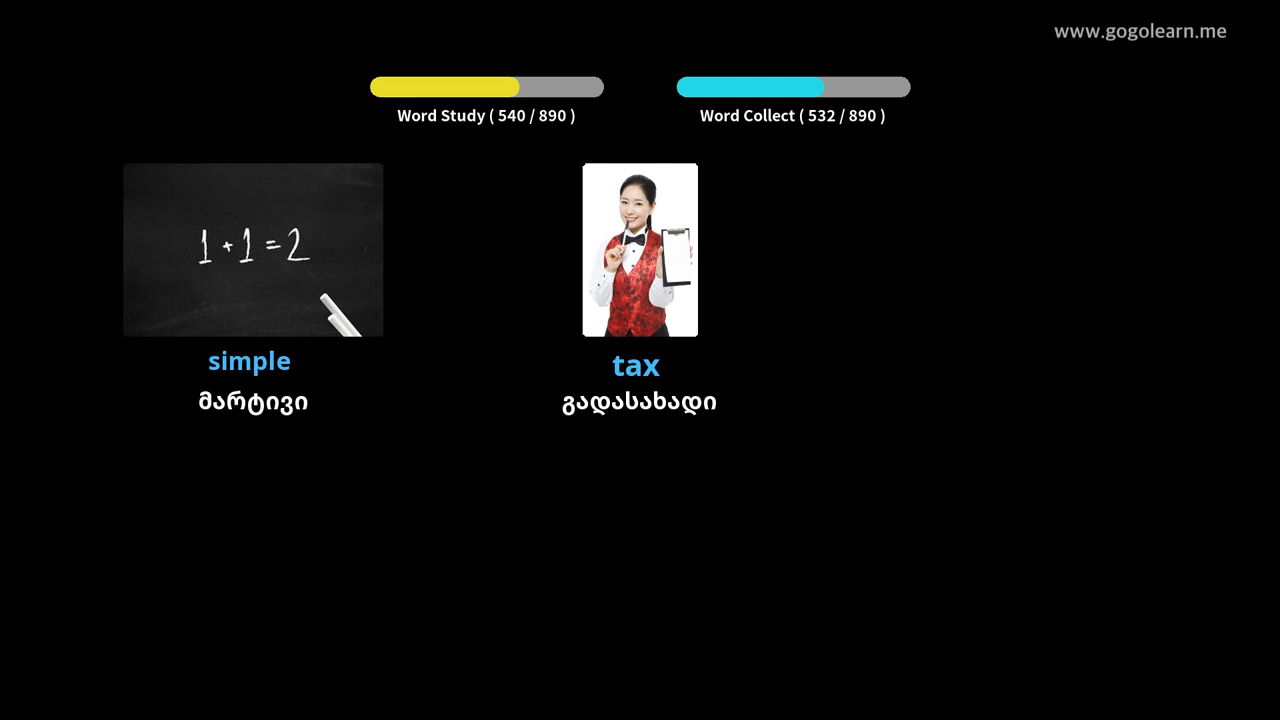 www.gogolearn.me
Word Study ( 540 / 890 )
Word Collect ( 532 / 890 )
1 + 1 = 2
simple
მარტივი
tax
გადასახადი